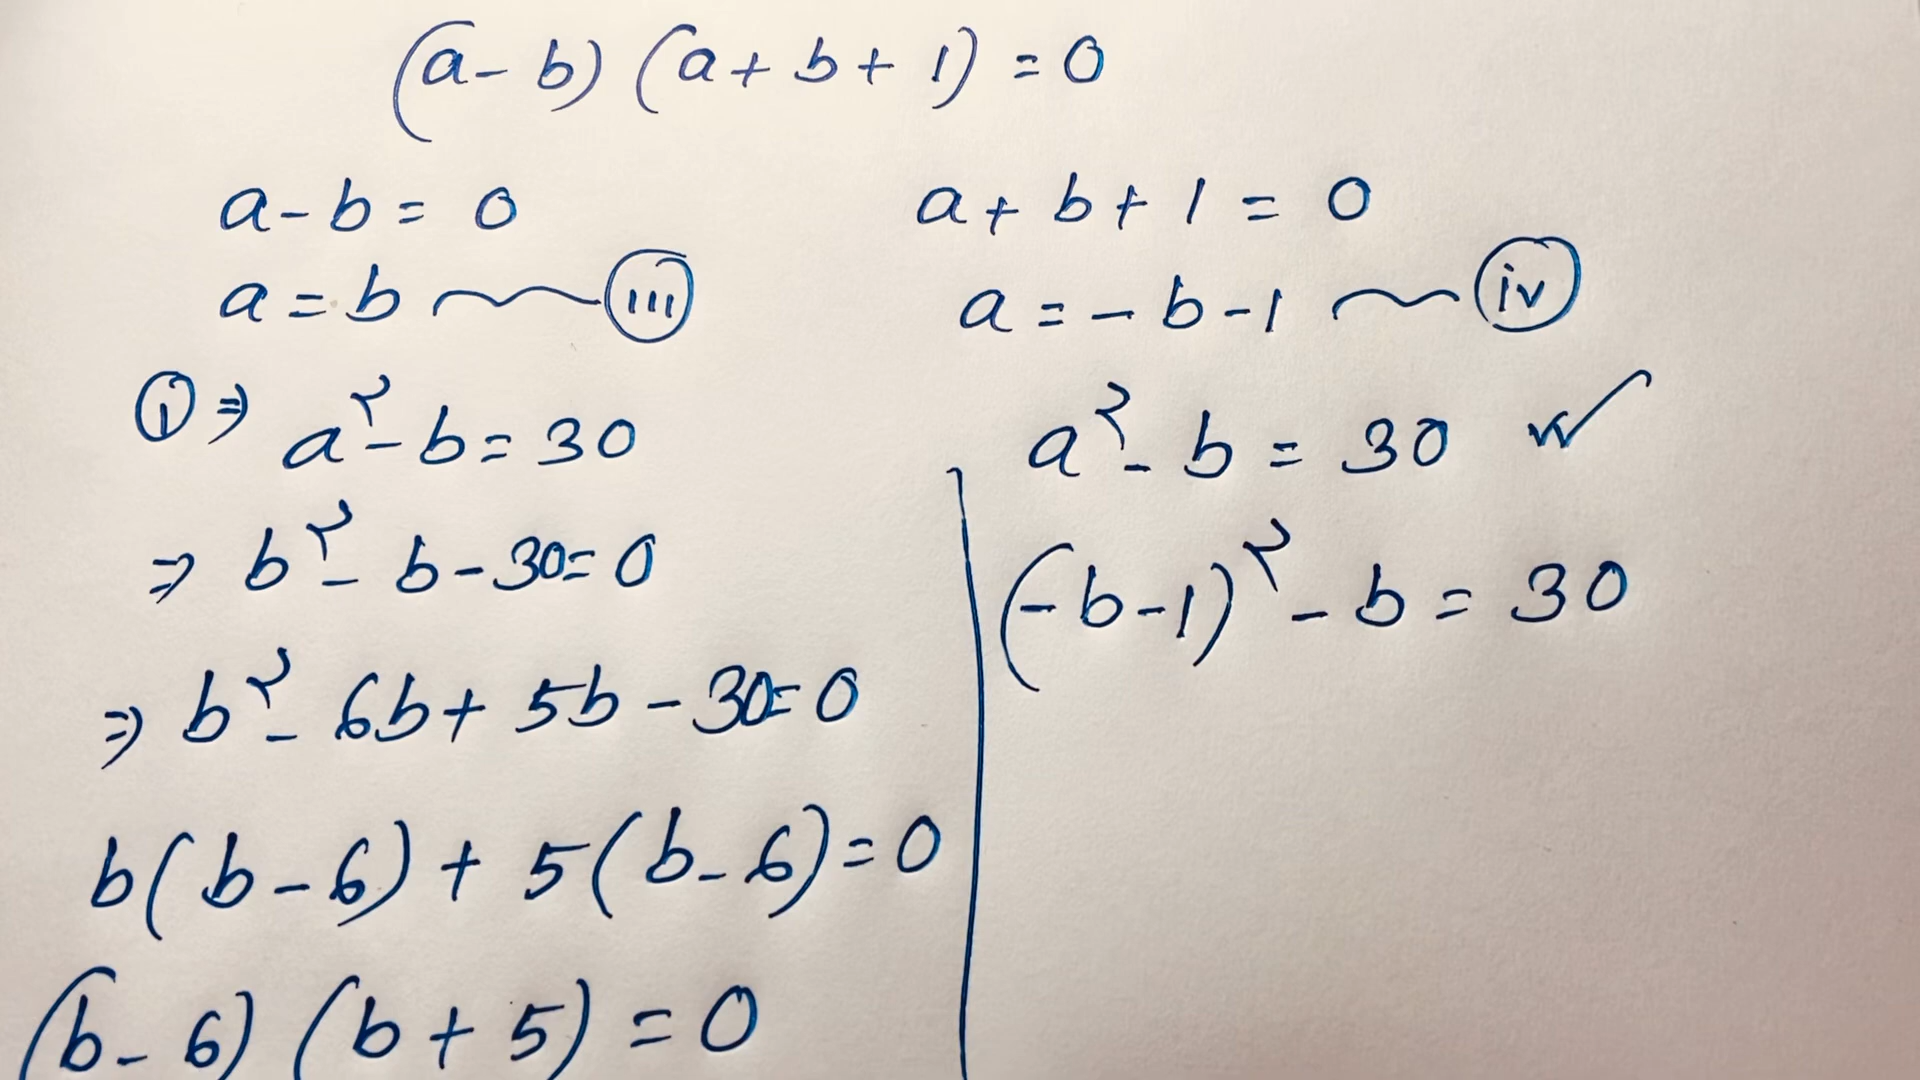 (a - b) (a + b + 1) = 0
a - b = 0
a = b ~ (iii)
(i) ⇒ a² - b = 30
⇒ b² - b - 30 = 0
⇒ b² - 6b + 5b - 30 = 0
b(b - 6) + 5(b - 6) = 0
(b - 6) (b + 5) = 0
a + b + 1 = 0
a = - b - 1 ~ (iv)
a² - b = 30 ✓
(- b - 1)² - b = 30